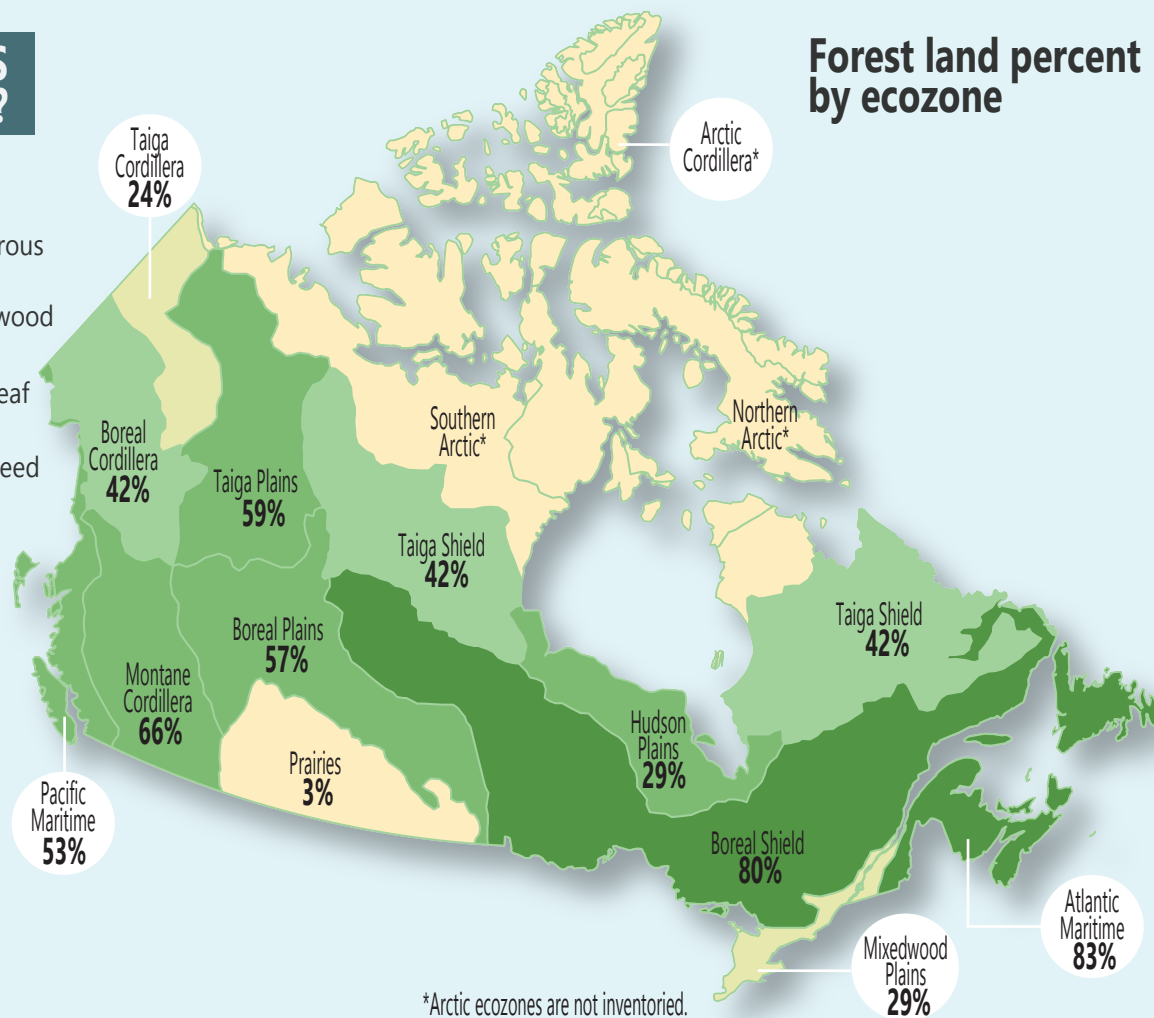 S
?
Forest land percent
by ecozone
Taiga
Cordillera
24%
Arctic
Cordillera*
rous
wood
eaf
eed
Southern
Arctic*
Northern
Arctic*
Boreal
Cordillera
42%
Taiga Plains
59%
Taiga Shield
42%
Taiga Shield
42%
Boreal Plains
57%
Montane
Cordillera
66%
Hudson
Plains
29%
Prairies
3%
Pacific
Maritime
53%
Boreal Shield
80%
Atlantic
Maritime
83%
Mixedwood
Plains
29%
*Arctic ecozones are not inventoried.